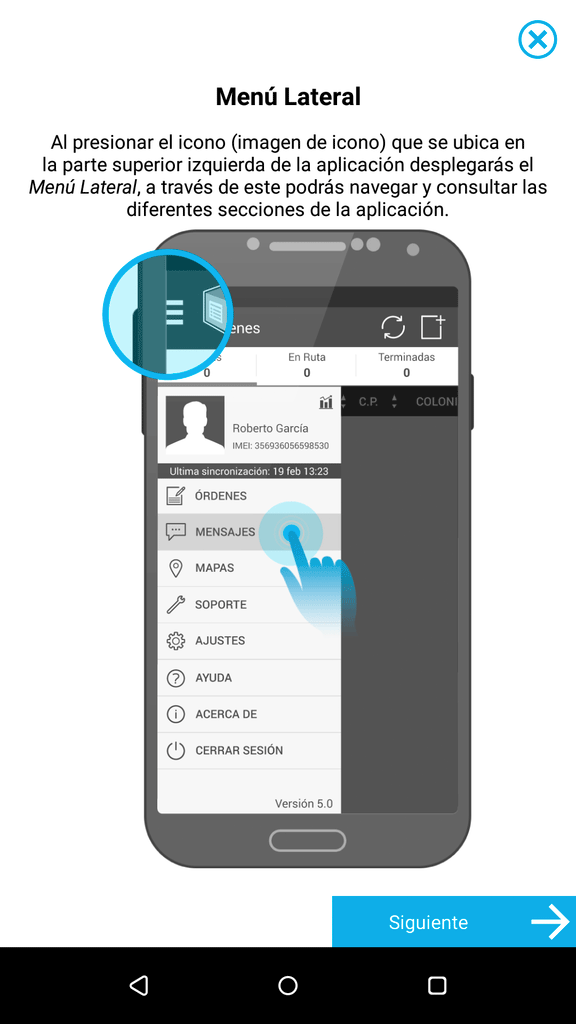 Menú Lateral
Al presionar el icono (imagen de icono) que se ubica en
la parte superior izquierda de la aplicación desplegarás el
Menú Lateral, a través de este podrás navegar y consultar las
diferentes secciones de la aplicación.
enes
s En Ruta Terminadas
0 0 0
C.P. COLONI
Roberto García
IMEI: 356936056598530
Ultima sincronización: 19 feb 13:23
ÓRDENES
MENSAJES
MAPAS
SOPORTE
AJUSTES
AYUDA
ACERCA DE
CERRAR SESIÓN
Versión 5.0
Siguiente